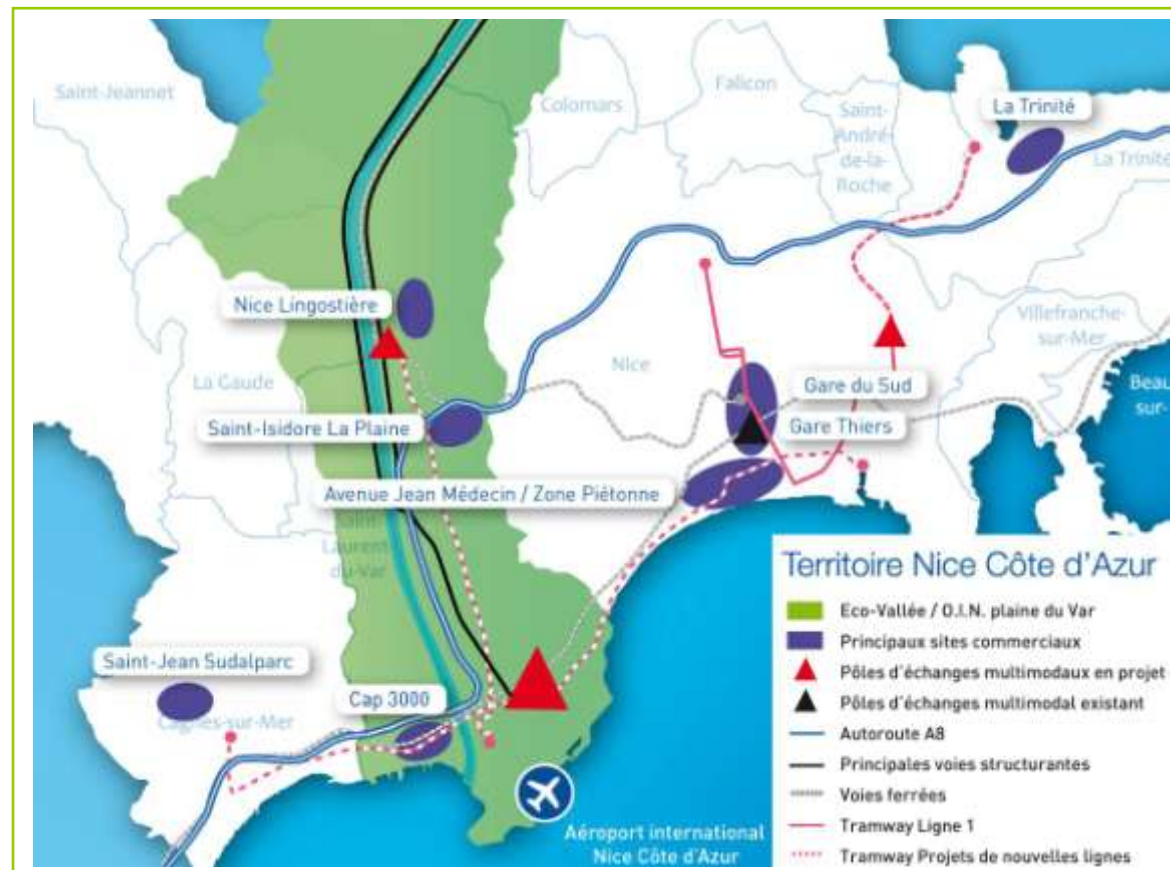 Saint-Jeannet
Colomars
Falicon
Saint-
André-
de-la-
Roche
La Trinité
La Trinité
Nice Lingostière
Villefranche-
sur-Mer
La Gaude
Nice
Gare du Sud
Beau
sur-
Saint-Isidore La Plaine
Gare Thiers
Avenue Jean Médecin / Zone Piétonne
Saint-
Laurent-
du-Var
Saint-Jean Sudalparc
Cap 3000
Cagnes-sur-Mer
Aéroport international
Nice Côte d'Azur
Territoire Nice Côte d'Azur
Eco-Vallée / O.I.N. plaine du Var
Principaux sites commerciaux
Pôles d'échanges multimodaux en projet
Pôles d'échanges multimodal existant
Autoroute A8
Principales voies structurantes
Voies ferrées
Tramway Ligne 1
Tramway Projets de nouvelles lignes